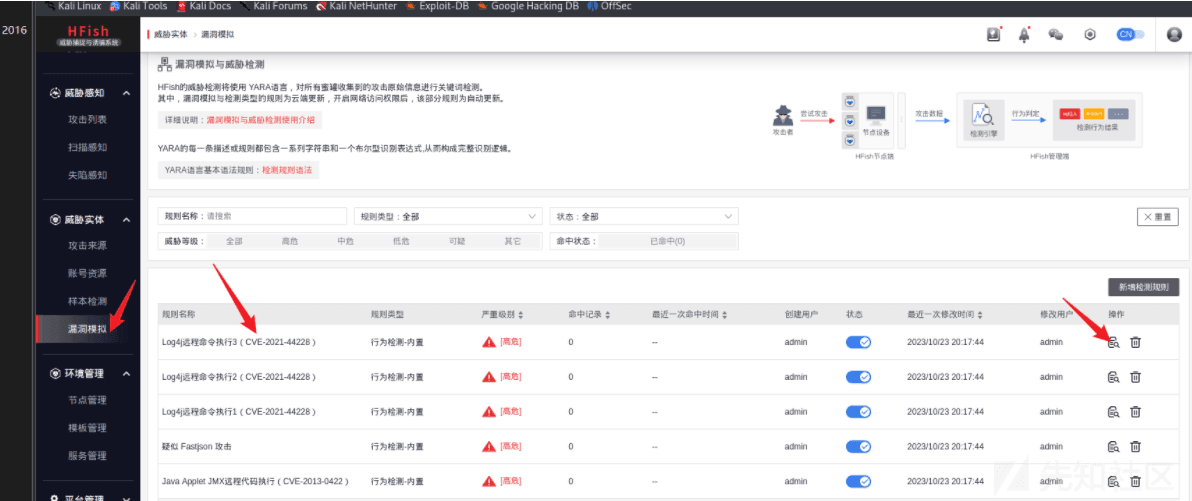 Kali Linux Kali Tools Kali Docs Kali Forums Kali NetHunter Exploit-DB Google Hacking DB OffSec
2016
HFish
威胁捕捉与诱骗系统
威胁实体 > 漏洞模拟
CN
威胁感知
攻击列表
扫描感知
失陷感知
威胁实体
攻击来源
账号资源
样本检测
漏洞模拟
环境管理
节点管理
模板管理
服务管理
平台管理
漏洞模拟与威胁检测
HFish的威胁检测将使用 YARA语言，对所有蜜罐收集到的攻击原始信息进行关键词检测。
其中，漏洞模拟与检测类型的规则为云端更新，开启网络访问权限后，该部分规则为自动更新。
详细说明：漏洞模拟与威胁检测使用介绍
YARA的每一条描述或规则都包含一系列字符串和一个布尔型识别表达式,从而构成完整识别逻辑。
YARA语言基本语法规则：检测规则语法
攻击者
尝试攻击
节点设备
HFish节点端
攻击数据
检测引擎
行为判定
检测行为结果
HFish管理端
规则名称：请搜索 规则类型：全部 状态：全部 重置
威胁等级： 全部 高危 中危 低危 可疑 其它 命中状态： 已命中(0)
新增检测规则
规则名称 规则类型 严重级别 命中记录 最近一次命中时间 创建用户 状态 最近一次修改时间 修改用户 操作
Log4j远程命令执行3（CVE-2021-44228） 行为检测-内置 [高危] 0 -- admin 2023/10/23 20:17:44 admin
Log4j远程命令执行2（CVE-2021-44228） 行为检测-内置 [高危] 0 -- admin 2023/10/23 20:17:44 admin
Log4j远程命令执行1（CVE-2021-44228） 行为检测-内置 [高危] 0 -- admin 2023/10/23 20:17:44 admin
疑似 Fastjson 攻击 行为检测-内置 [高危] 0 -- admin 2023/10/23 20:17:44 admin
Java Applet JMX远程代码执行（CVE-2013-0422） 行为检测-内置 [高危] 0 -- admin 2023/10/23 20:17:44 admin
先知社区